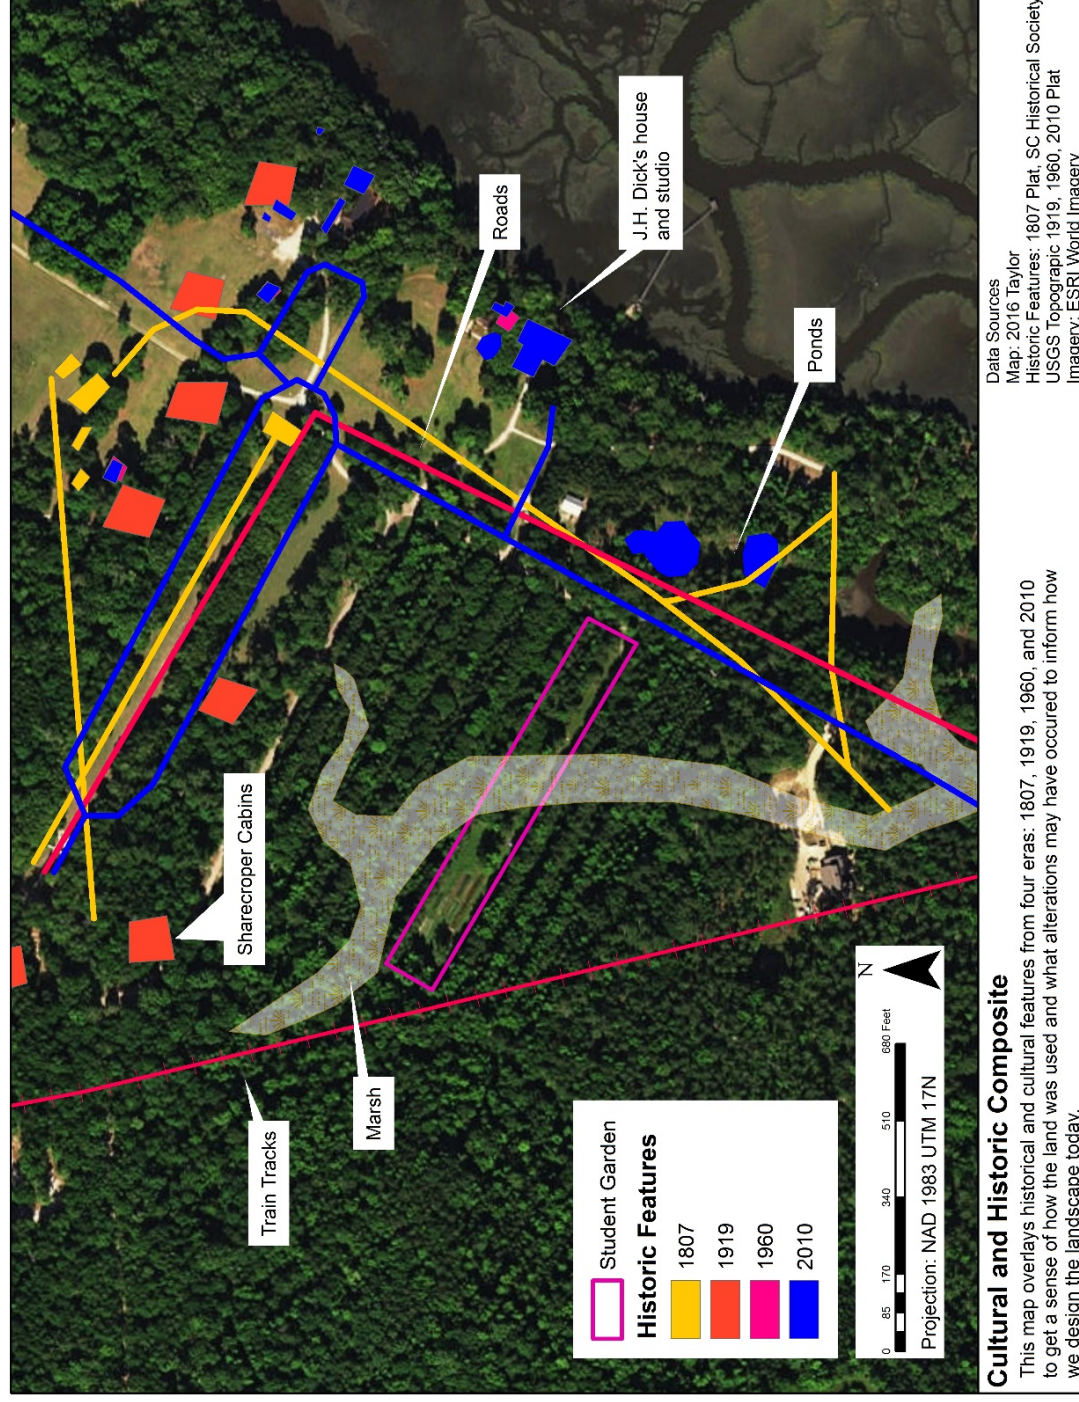 Train Tracks
Marsh
Sharecroper Cabins
Roads
J.H. Dick's house
and studio
Ponds
Student Garden
Historic Features
1807
1919
1960
2010
N
0 85 170 340 510 680 Feet
Projection: NAD 1983 UTM 17N
Cultural and Historic Composite
This map overlays historical and cultural features from four eras: 1807, 1919, 1960, and 2010
to get a sense of how the land was used and what alterations may have occured to inform how
we design the landscape today.
Data Sources
Map: 2016 Taylor
Historic Features: 1807 Plat, SC Historical Society
USGS Topograpic 1919, 1960, 2010 Plat
Imagery: ESRI World Imagery